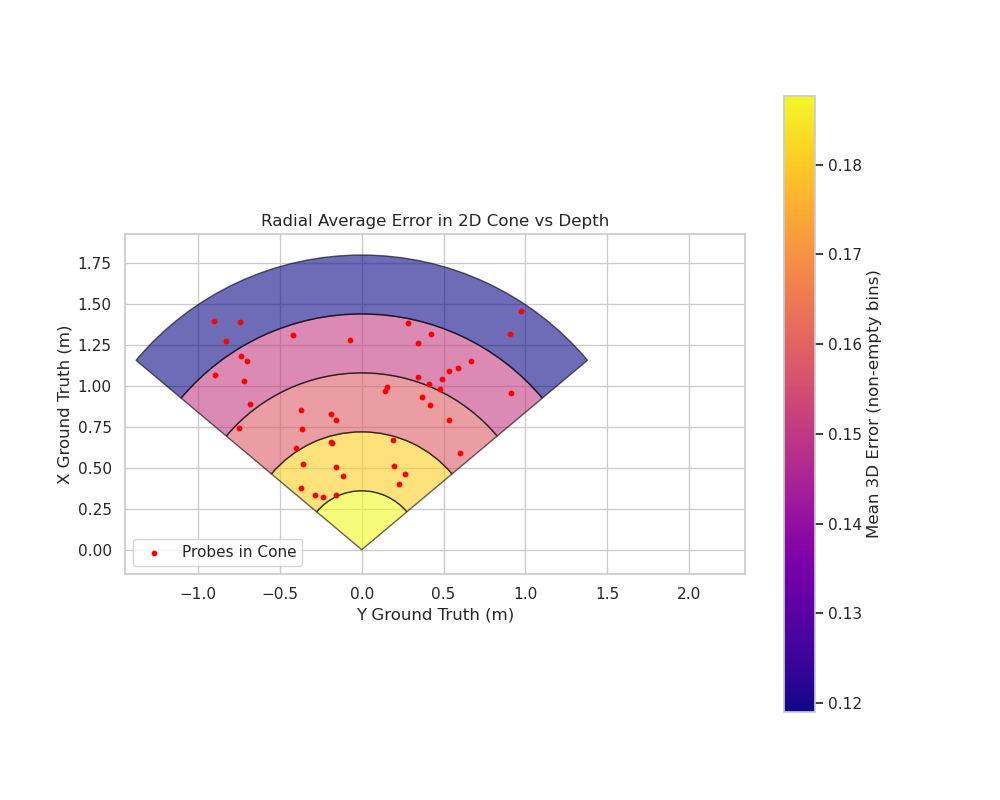 Radial Average Error in 2D Cone vs Depth
X Ground Truth (m)
1.75
1.50
1.25
1.00
0.75
0.50
0.25
0.00
Probes in Cone
−1.0 −0.5 0.0 0.5 1.0 1.5 2.0
Y Ground Truth (m)
0.18
0.17
0.16
0.15
0.14
0.13
0.12
Mean 3D Error (non-empty bins)